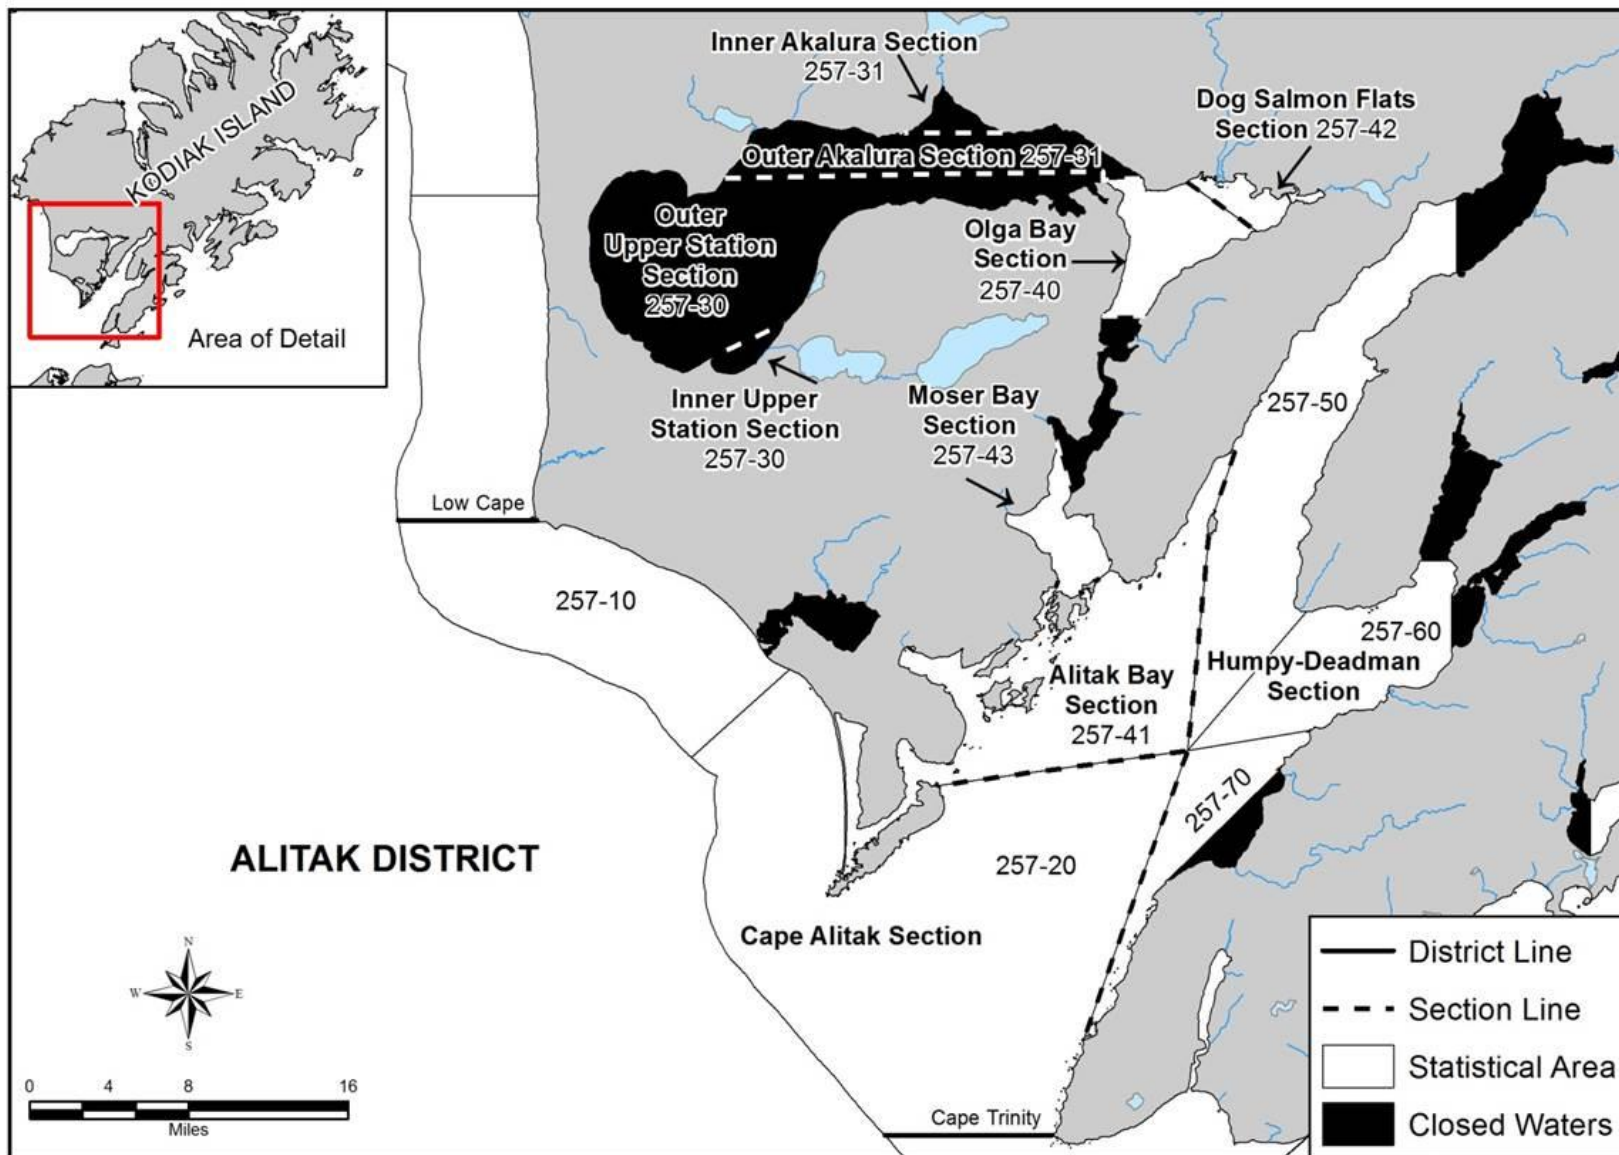 KODIAK ISLAND
Area of Detail
Inner Akalura Section
257-31
Dog Salmon Flats
Section 257-42
Outer Akalura Section 257-31
Outer
Upper Station
Section
257-30
Olga Bay
Section
257-40
Inner Upper
Station Section
257-30
Moser Bay
Section
257-43
257-50
Low Cape
257-10
257-60
Humpy-Deadman
Section
Alitak Bay
Section
257-41
257-70
257-20
ALITAK DISTRICT
Cape Alitak Section
N
W
E
S
0 4 8 16
Miles
Cape Trinity
District Line
Section Line
Statistical Area
Closed Waters